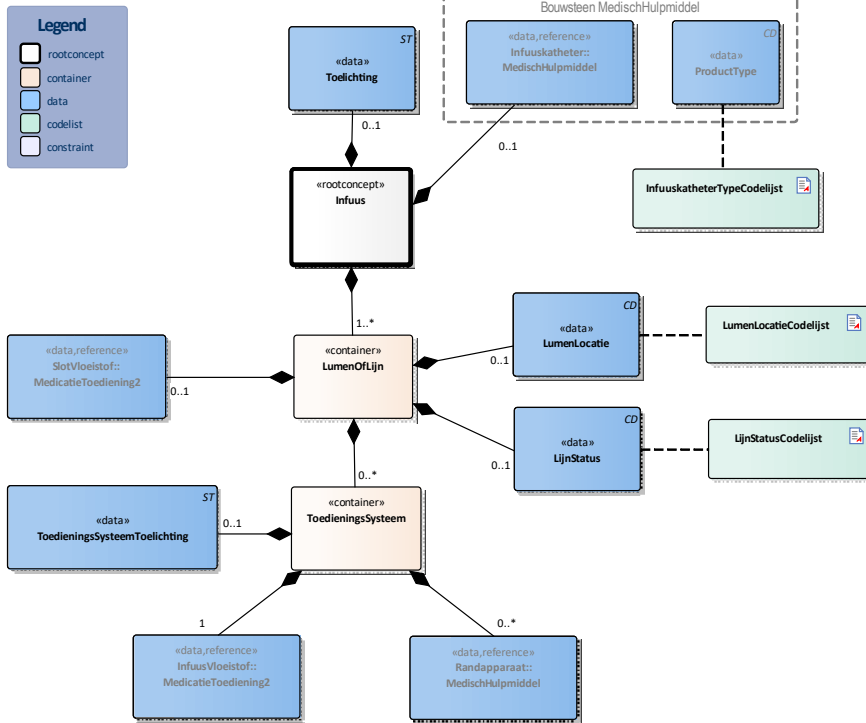 Bouwsteen MedischHulpmiddel
Legend
rootconcept
container
data
codelist
constraint
ST
«data»
Toelichting
0..1
«data,reference»
Infuuskatheter::
MedischHulpmiddel
0..1
CD
«data»
ProductType
InfuuskatheterTypeCodelijst
«rootconcept»
Infuus
1..*
«container»
LumenOfLijn
«data,reference»
SlotVloeistof::
MedicatieToediening2
0..1
CD
«data»
LumenLocatie
0..1
LumenLocatieCodelijst
CD
«data»
LijnStatus
0..1
LijnStatusCodelijst
0..*
«container»
ToedieningsSysteem
ST
«data»
ToedieningsSysteemToelichting
0..1
1
«data,reference»
InfuusVloeistof::
MedicatieToediening2
0..*
«data,reference»
Randapparaat::
MedischHulpmiddel